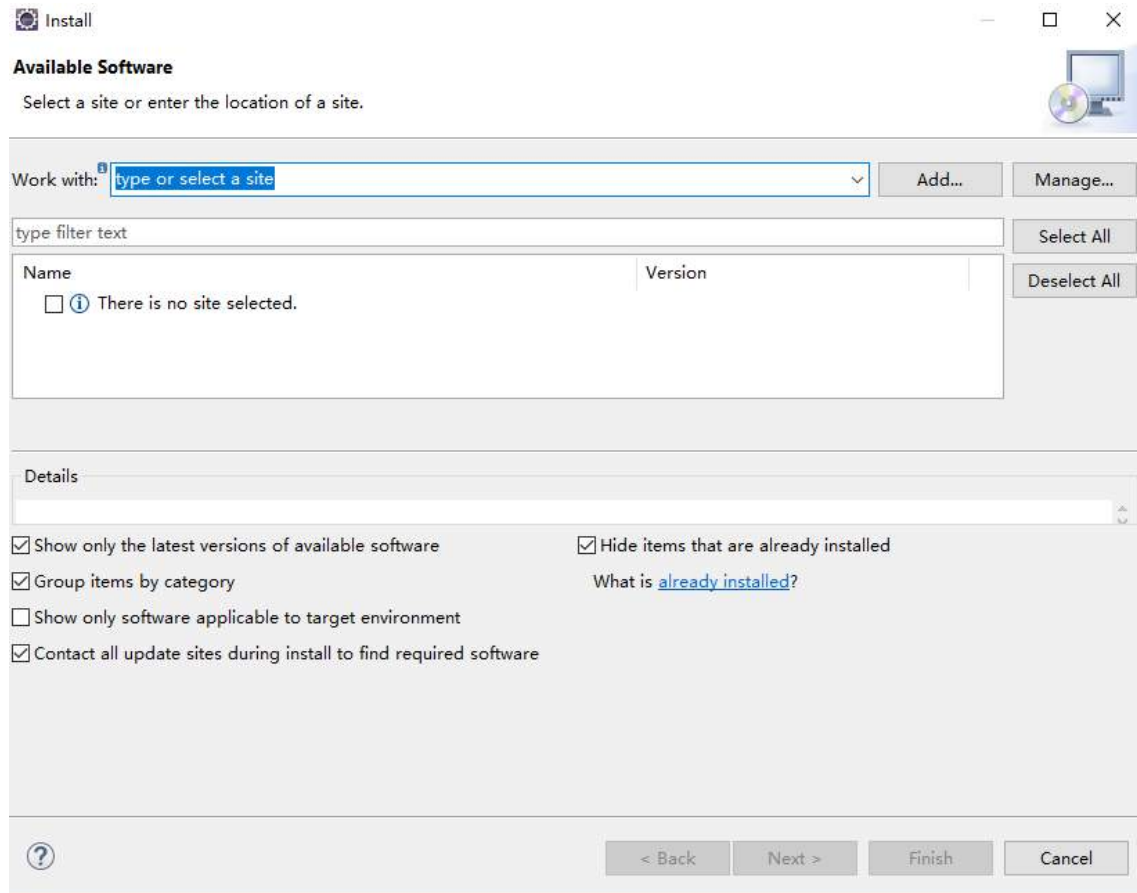 Install
Available Software
Select a site or enter the location of a site.
Work with: type or select a site Add... Manage...
type filter text Select All
Name Version Deselect All
There is no site selected.
Details
Show only the latest versions of available software Hide items that are already installed
Group items by category What is already installed?
Show only software applicable to target environment
Contact all update sites during install to find required software
< Back Next > Finish Cancel